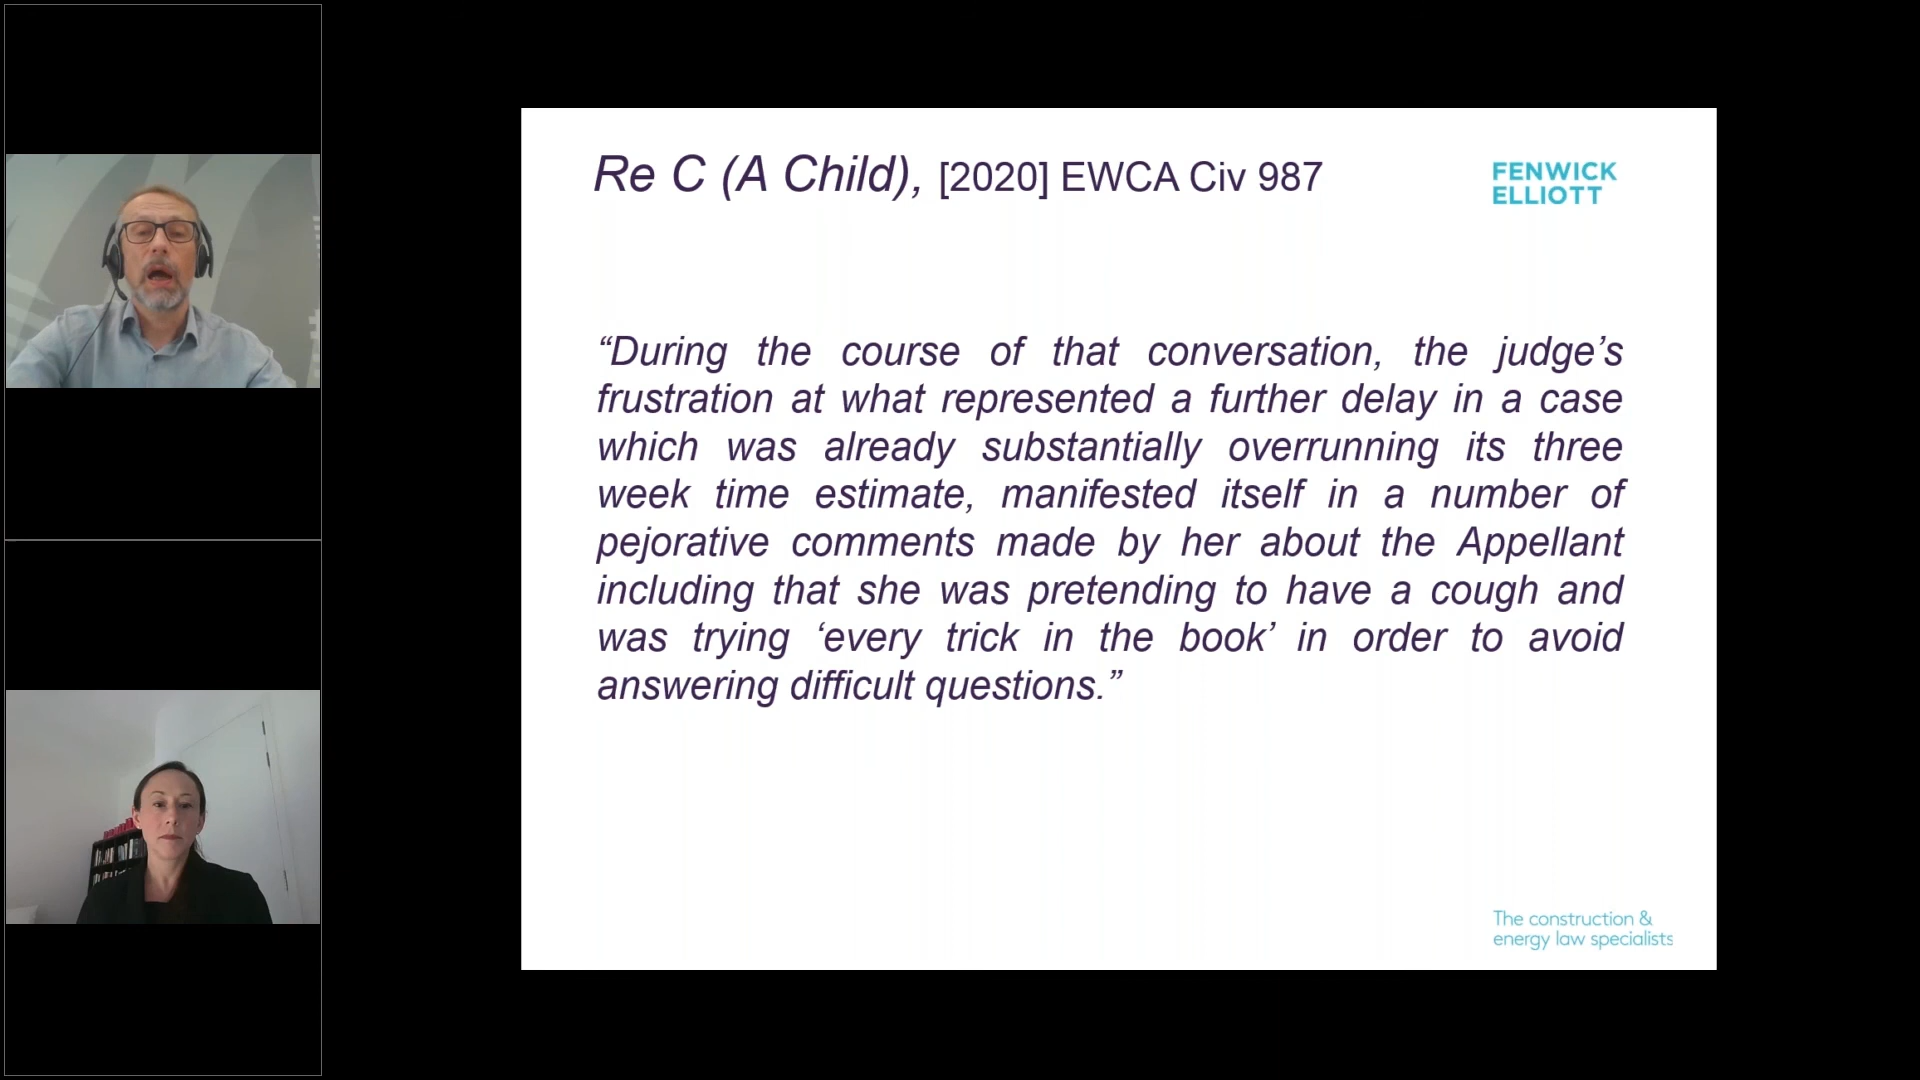 Re C (A Child), [2020] EWCA Civ 987
FENWICK
ELLIOTT
“During the course of that conversation, the judge’s
frustration at what represented a further delay in a case
which was already substantially overrunning its three
week time estimate, manifested itself in a number of
pejorative comments made by her about the Appellant
including that she was pretending to have a cough and
was trying ‘every trick in the book’ in order to avoid
answering difficult questions.”
The construction &
energy law specialists